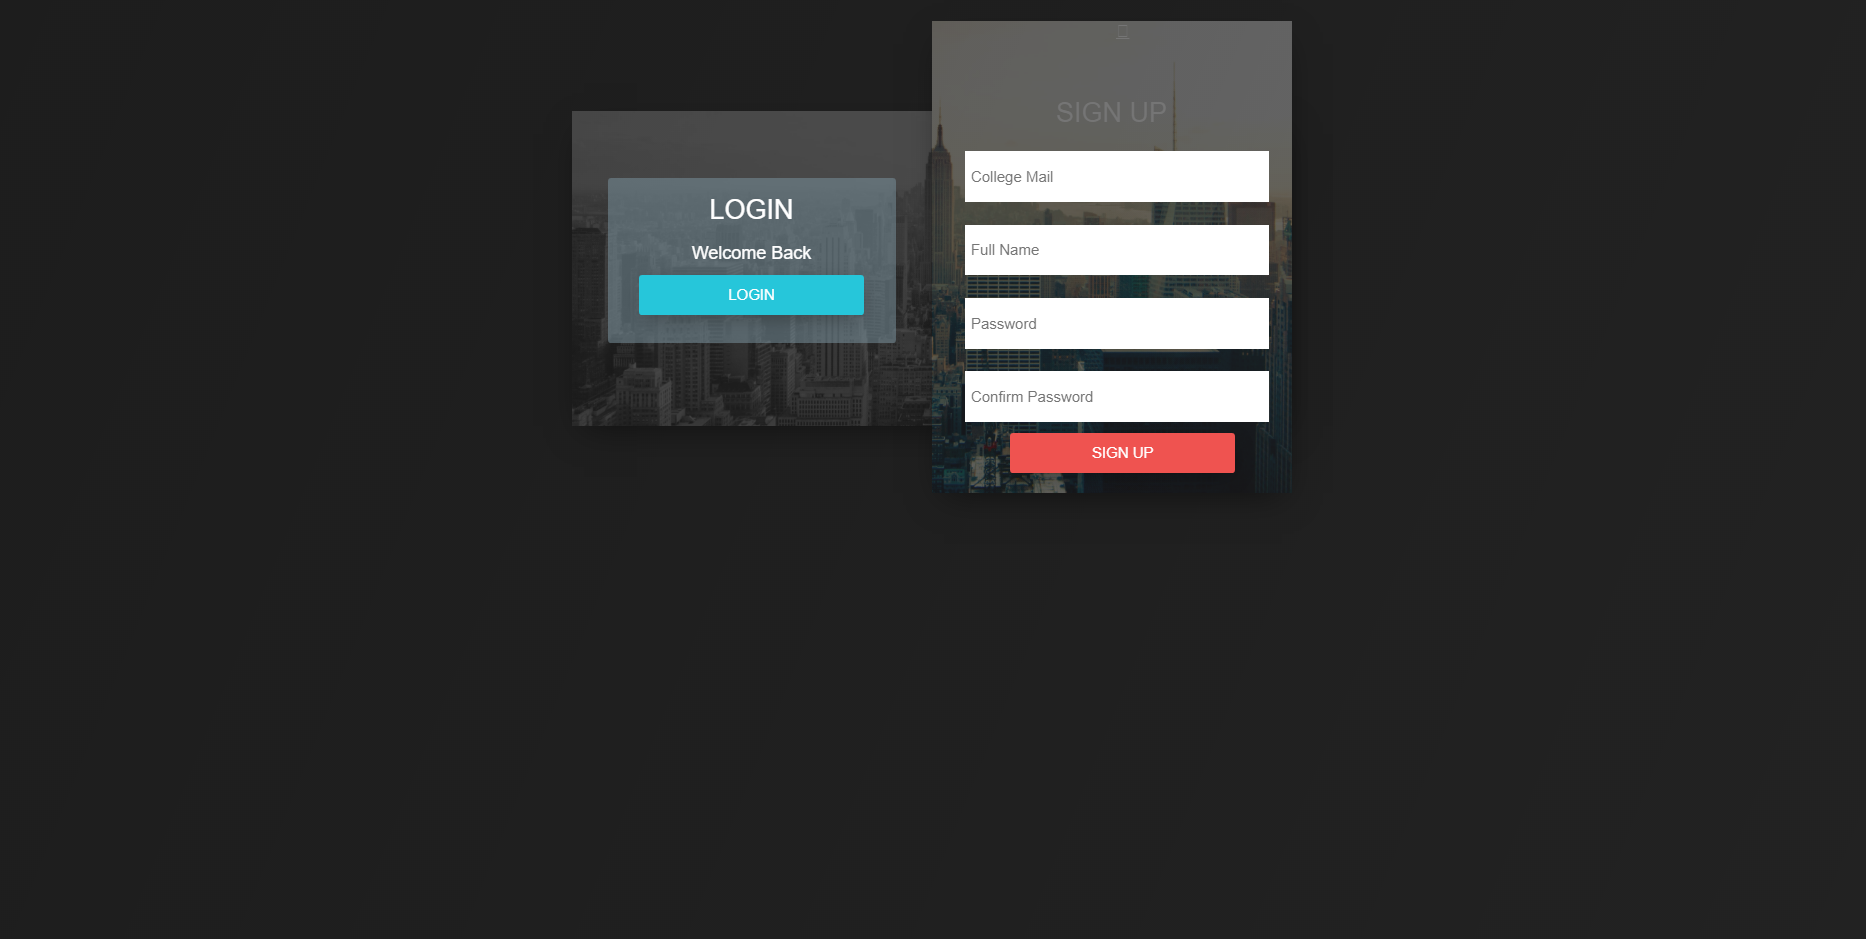 LOGIN
Welcome Back
LOGIN
SIGN UP
College Mail
Full Name
Password
Confirm Password
SIGN UP